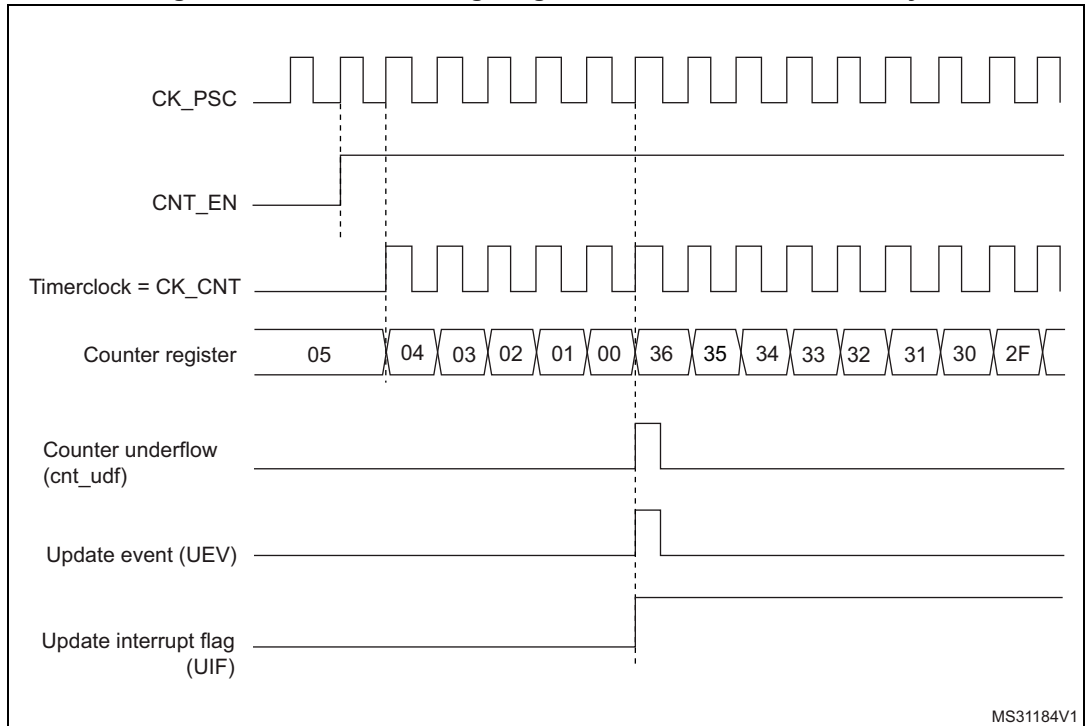 CK_PSC
CNT_EN
Timerclock = CK_CNT
Counter register 05 04 03 02 01 00 36 35 34 33 32 31 30 2F
Counter underflow
(cnt_udf)
Update event (UEV)
Update interrupt flag
(UIF)
MS31184V1